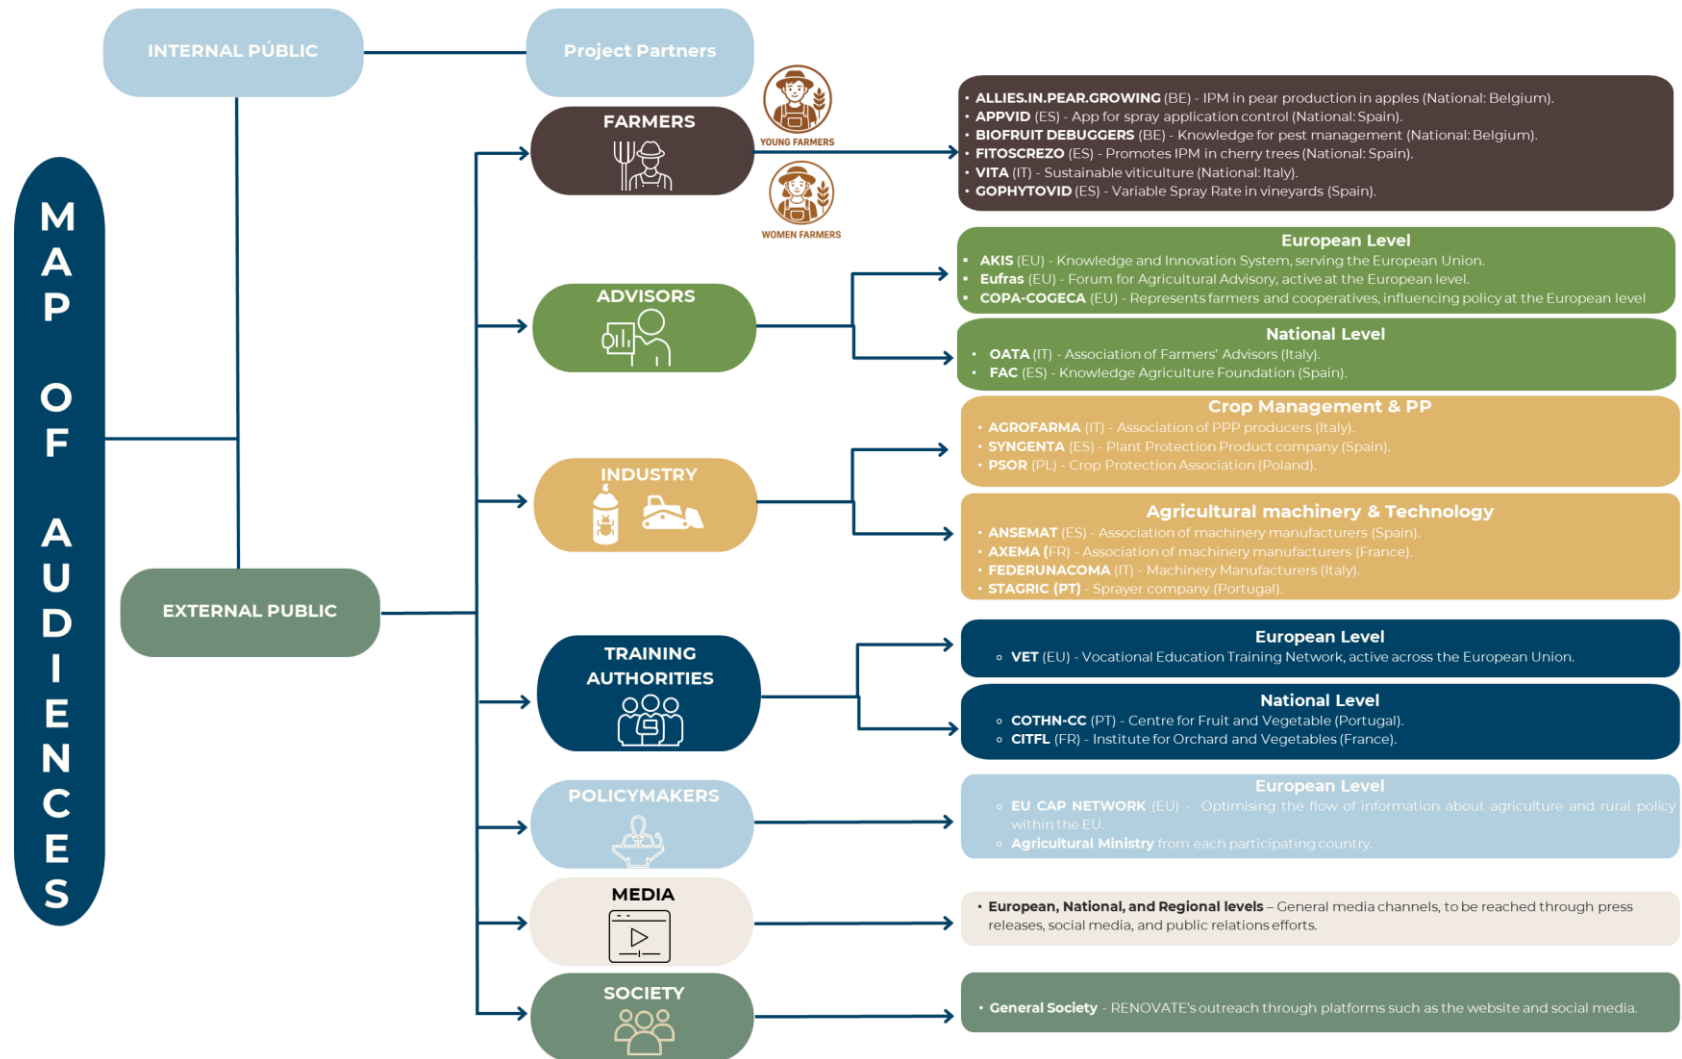 MAP OF AUDIENCES
INTERNAL PÚBLIC
Project Partners
EXTERNAL PUBLIC
FARMERS
YOUNG FARMERS
WOMEN FARMERS
• ALLIES.IN.PEAR.GROWING (BE) - IPM in pear production in apples (National: Belgium).
• APPVID (ES) - App for spray application control (National: Spain).
• BIOFRUIT DEBUGGERS (BE) - Knowledge for pest management (National: Belgium).
• FITOSCREZO (ES) - Promotes IPM in cherry trees (National: Spain).
• VITA (IT) - Sustainable viticulture (National: Italy).
• GOPHYTOVID (ES) - Variable Spray Rate in vineyards (Spain).
ADVISORS
European Level
▪ AKIS (EU) - Knowledge and Innovation System, serving the European Union.
▪ Eufras (EU) - Forum for Agricultural Advisory, active at the European level.
▪ COPA-COGECA (EU) - Represents farmers and cooperatives, influencing policy at the European level
National Level
• OATA (IT) - Association of Farmers' Advisors (Italy).
• FAC (ES) - Knowledge Agriculture Foundation (Spain).
INDUSTRY
Crop Management & PP
• AGROFARMA (IT) - Association of PPP producers (Italy).
• SYNGENTA (ES) - Plant Protection Product company (Spain).
• PSOR (PL) - Crop Protection Association (Poland).
Agricultural machinery & Technology
• ANSEMAT (ES) - Association of machinery manufacturers (Spain).
• AXEMA (FR) - Association of machinery manufacturers (France).
• FEDERUNACOMA (IT) - Machinery Manufacturers (Italy).
• STAGRIC (PT) - Sprayer company (Portugal).
TRAINING
AUTHORITIES
European Level
◦ VET (EU) - Vocational Education Training Network, active across the European Union.
National Level
◦ COTHN-CC (PT) - Centre for Fruit and Vegetable (Portugal).
◦ CITFL (FR) - Institute for Orchard and Vegetables (France).
POLICYMAKERS
European Level
◦ EU CAP NETWORK (EU) - Optimising the flow of information about agriculture and rural policy
within the EU.
◦ Agricultural Ministry from each participating country.
MEDIA
• European, National, and Regional levels – General media channels, to be reached through press
releases, social media, and public relations efforts.
SOCIETY
• General Society - RENOVATE's outreach through platforms such as the website and social media.